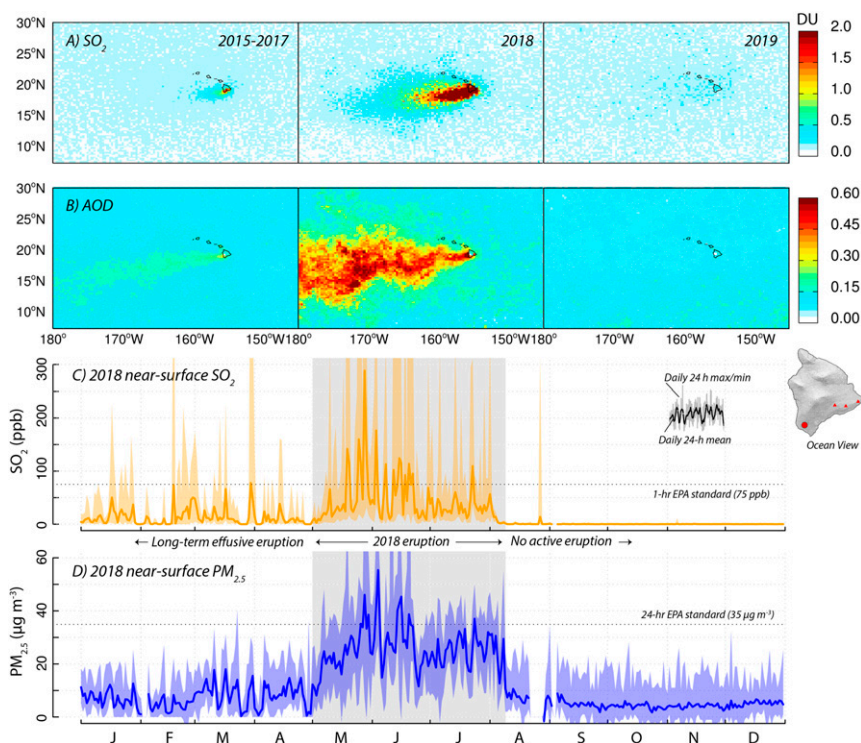 DU
30°N
A) SO2
2015-2017
2018
2019
2.0
20°N
1.5
15°N
1.0
10°N
0.5
0.0
30°N
B) AOD
0.60
20°N
0.45
15°N
0.30
10°N
0.15
0.00
180° 170°W 160°W 150°W 180° 170°W 160°W 150°W 180° 170°W 160°W 150°W
C) 2018 near-surface SO2
300
Daily 24 h max/min
200
Daily 24-h mean
Ocean View
SO2 (ppb)
100
1-hr EPA standard (75 ppb)
0
Long-term effusive eruption
2018 eruption
No active eruption
D) 2018 near-surface PM2.5
60
40
24-hr EPA standard (35 µg m-3)
PM2.5 (µg m-3)
20
0
J F M A M J J A S O N D